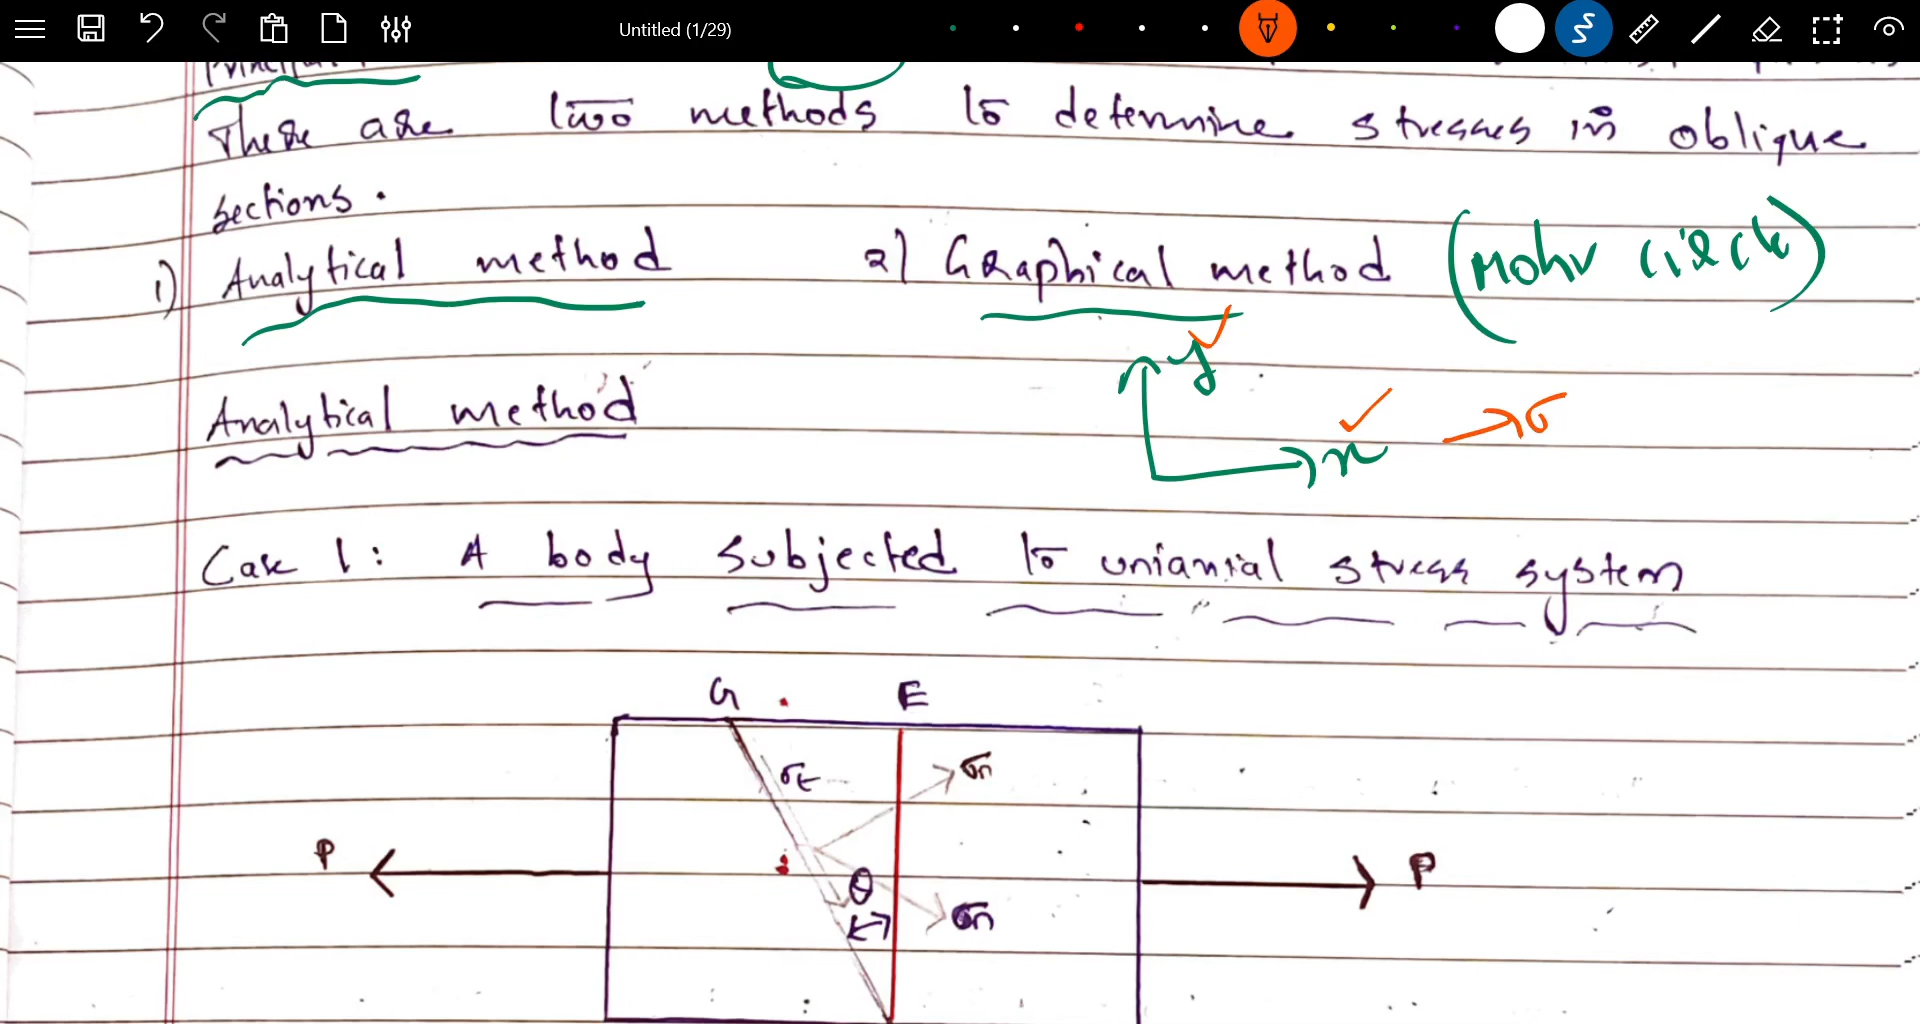 Untitled (1/29)
There are two methods to determine stresses in oblique
sections.
1) Analytical method 2) Graphical method (Mohr circle)
y
x → σ
Analytical method
Case 1: A body subjected to uniaxial stress system
G E
σt σn
P θ P
σn